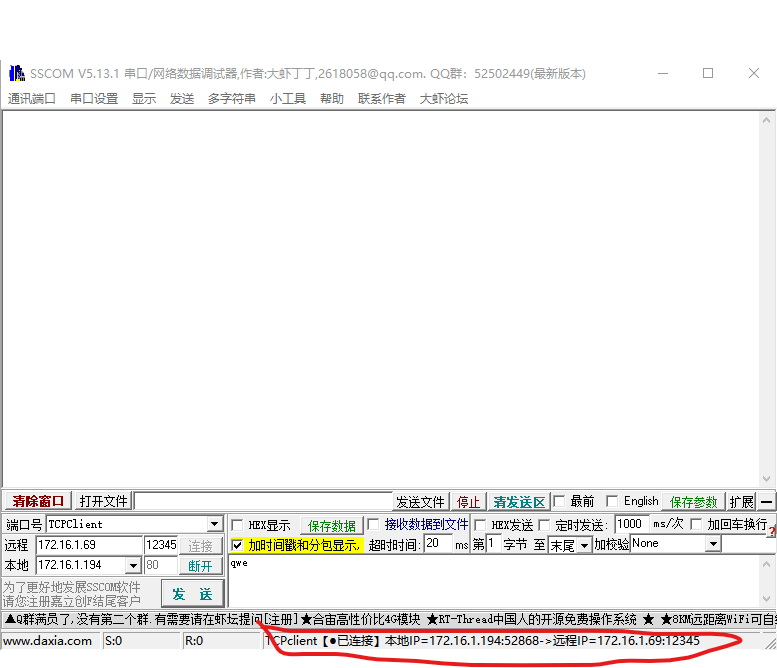 SSCOM V5.13.1 串口/网络数据调试器,作者:大虾丁丁,2618058@qq.com. QQ群: 52502449(最新版本)
通讯端口 串口设置 显示 发送 多字符串 小工具 帮助 联系作者 大虾论坛
清除窗口 打开文件 发送文件 停止 清发送区 最前 English 保存参数 扩展 —
端口号 TCPClient HEX显示 保存数据 接收数据到文件 HEX发送 定时发送: 1000 ms/次 加回车换行
远程 172.16.1.69 12345 连接 加时间戳和分包显示, 超时时间: 20 ms 第 1 字节 至 末尾 加校验 None
本地 172.16.1.194 80 断开 qwe
为了更好地发展SSCOM软件
请您注册嘉立创F结尾客户
发 送
▲Q群满员了,没有第二个群.有需要请在虾坛提问[注册]★合宙高性价比4G模块 ★RT-Thread中国人的开源免费操作系统 ★ ★8KM远距离WiFi可自
www.daxia.com S:0 R:0 TCPclient【●已连接】本地IP=172.16.1.194:52868->远程IP=172.16.1.69:12345